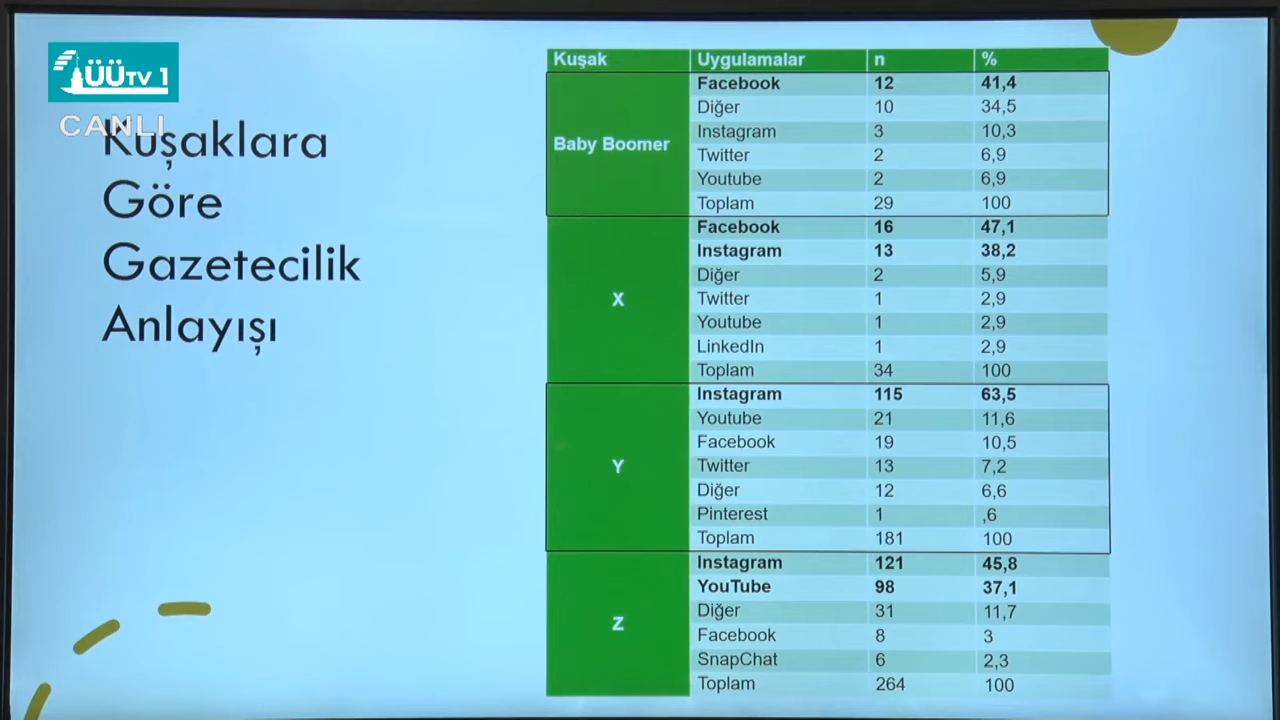 ÜÜTV 1
CANLI
Kuşaklara
Göre
Gazetecilik
Anlayışı
Kuşak Uygulamalar n %
Baby Boomer
Facebook 12 41,4
Diğer 10 34,5
Instagram 3 10,3
Twitter 2 6,9
Youtube 2 6,9
Toplam 29 100
X
Facebook 16 47,1
Instagram 13 38,2
Diğer 2 5,9
Twitter 1 2,9
Youtube 1 2,9
LinkedIn 1 2,9
Toplam 34 100
Y
Instagram 115 63,5
Youtube 21 11,6
Facebook 19 10,5
Twitter 13 7,2
Diğer 12 6,6
Pinterest 1 ,6
Toplam 181 100
Z
Instagram 121 45,8
YouTube 98 37,1
Diğer 31 11,7
Facebook 8 3
SnapChat 6 2,3
Toplam 264 100